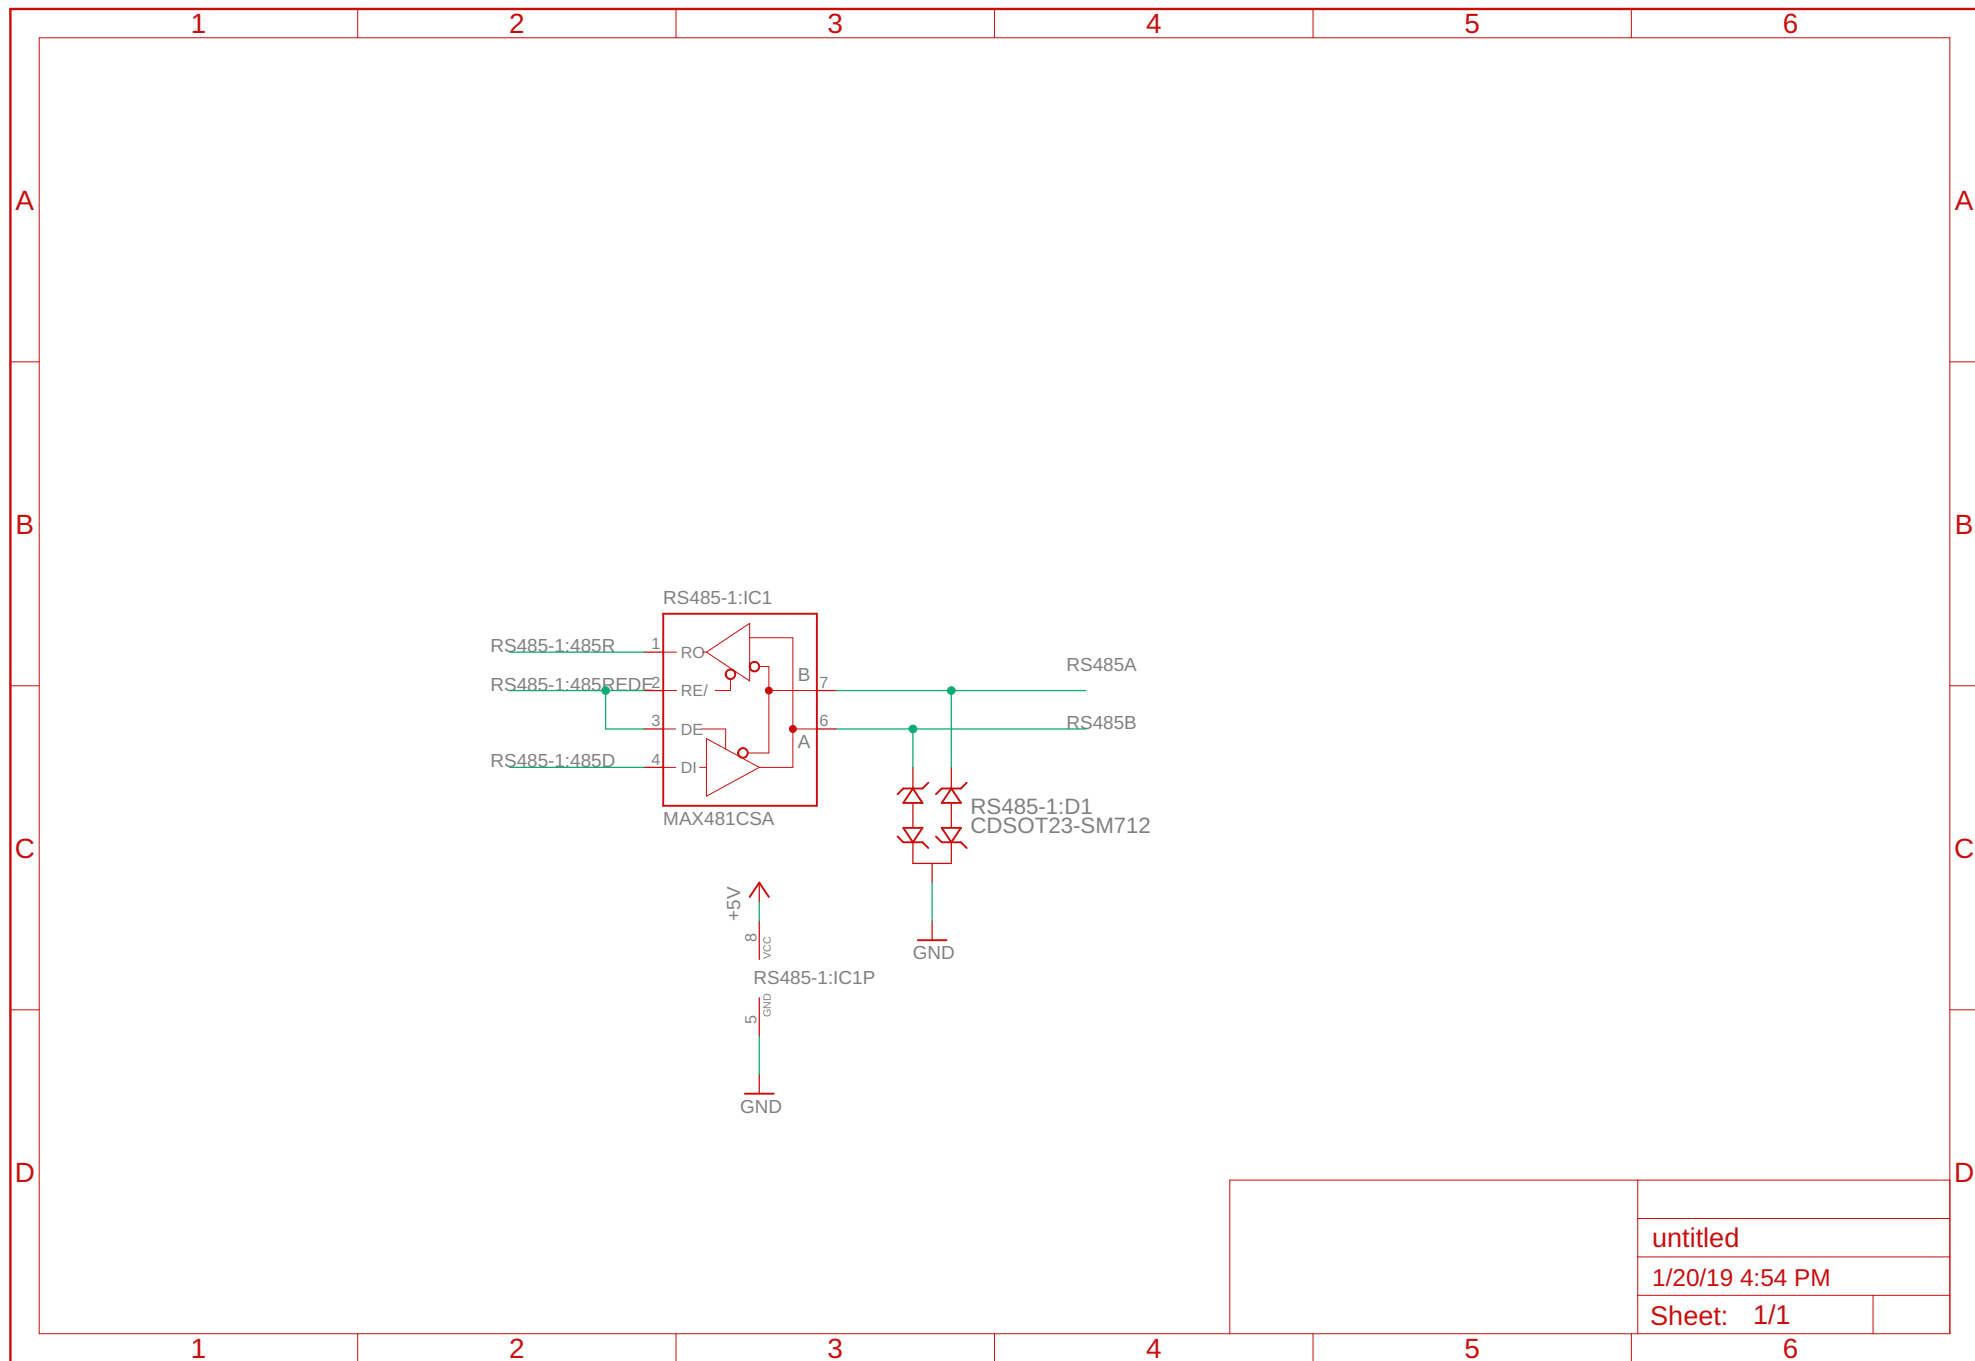 1 2 3 4 5 6
A A
B B
RS485-1:IC1
RS485-1:485R 1 RO
RS485A
RS485-1:485REDE 2 RE/ B 7
RS485B
3 DE A 6
RS485-1:485D 4 DI
RS485-1:D1
MAX481CSA
CDSOT23-SM712
C C
+5V
8 VCC
GND
RS485-1:IC1P
5 GND
GND
D D
untitled
1/20/19 4:54 PM
Sheet: 1/1
1 2 3 4 5 6